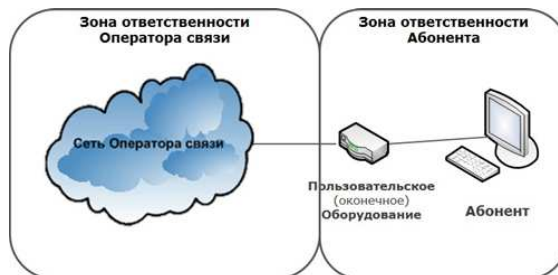 Зона ответственности
Оператора связи
Зона ответственности
Абонента
Сеть Оператора связи
Пользовательское
(оконечное)
Оборудование
Абонент